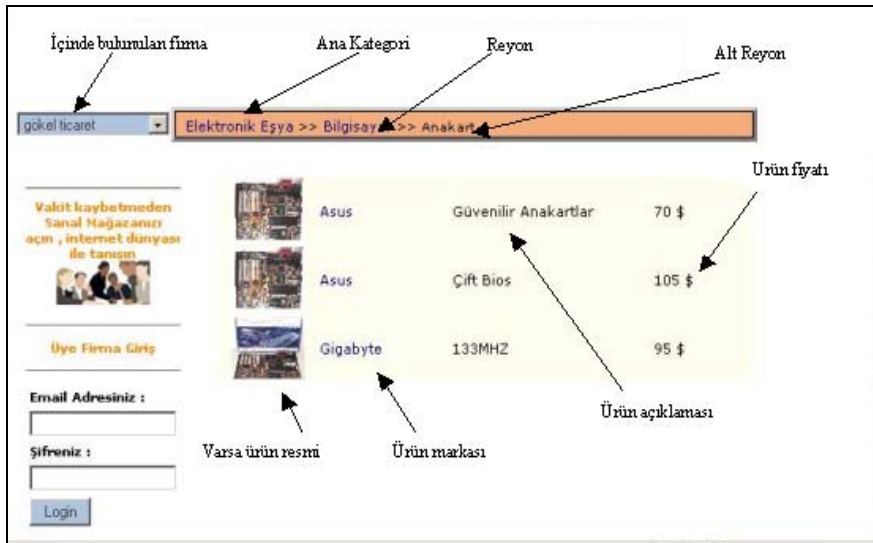 İçinde bulunulan firma
Ana Kategori
Reyon
Alt Reyon
gökel ticaret
Elektronik Eşya >> Bilgisayar >> Anakart
Ürün fiyatı
Vakit kaybetmeden
Sanal Mağazanızı
açın , internet dünyası
ile tanışın
Asus Güvenilir Anakartlar 70 $
Asus Çift Bios 105 $
Gigabyte 133MHZ 95 $
Üye Firma Giriş
Email Adresiniz :
Şifreniz :
Login
Varsa ürün resmi
Ürün markası
Ürün açıklaması